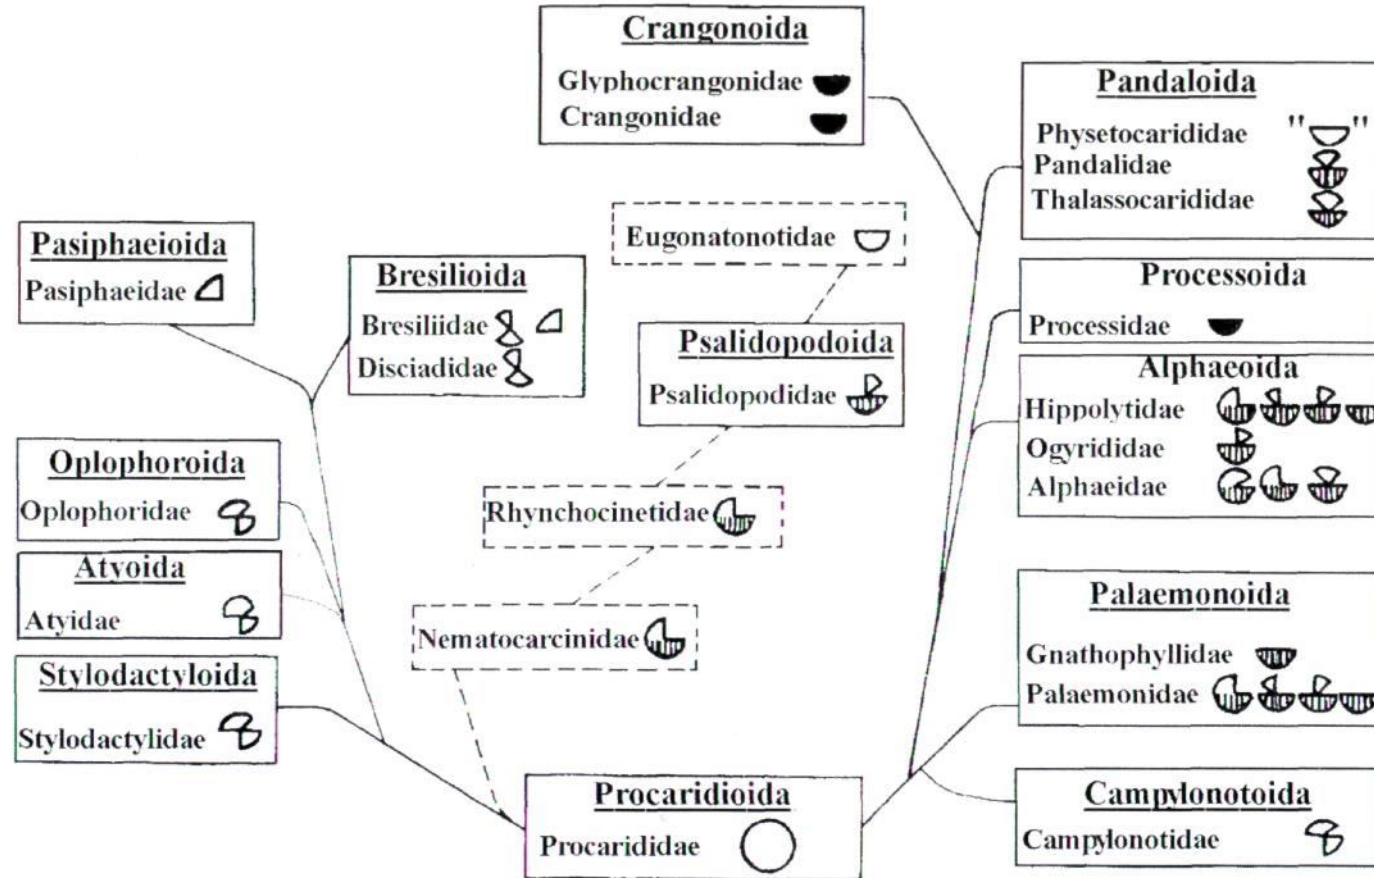 Crangonoida
Glyphocrangonidae
Crangonidae
Pandaloida
Physetocarididae " "
Pandalidae
Thalassocarididae
Pasiphaeioida
Pasiphaeidae
Bresilioida
Bresiliidae
Disciadidae
Eugonatonotidae
Psalidopodoida
Psalidopodidae
Processoida
Processidae
Alphaeoida
Hippolytidae
Ogyrididae
Alphaeidae
Oplophoroida
Oplophoridae
Rhynchocinetidae
Atyoida
Atyidae
Nematocarcinidae
Palaemonoida
Gnathophyllidae
Palaemonidae
Stylodactyloida
Stylodactylidae
Procaridioida
Procarididae
Campylonotoida
Campylonotidae